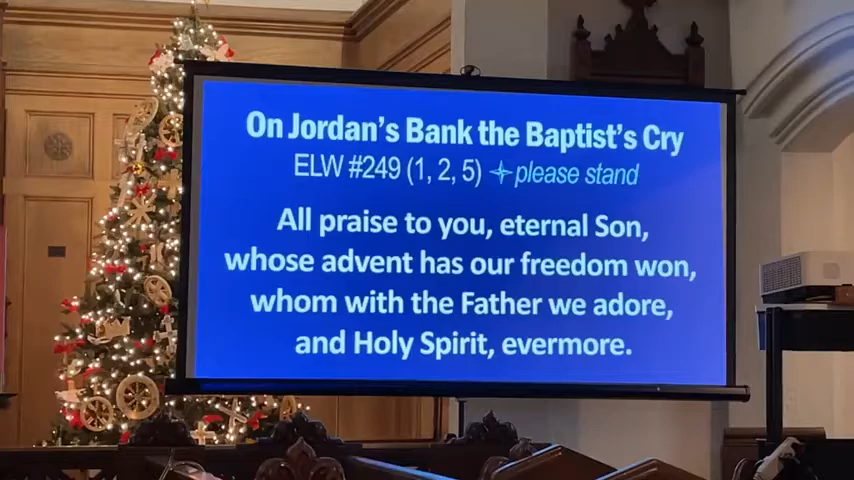 On Jordan's Bank the Baptist's Cry
ELW #249 (1, 2, 5) please stand
All praise to you, eternal Son,
whose advent has our freedom won,
whom with the Father we adore,
and Holy Spirit, evermore.